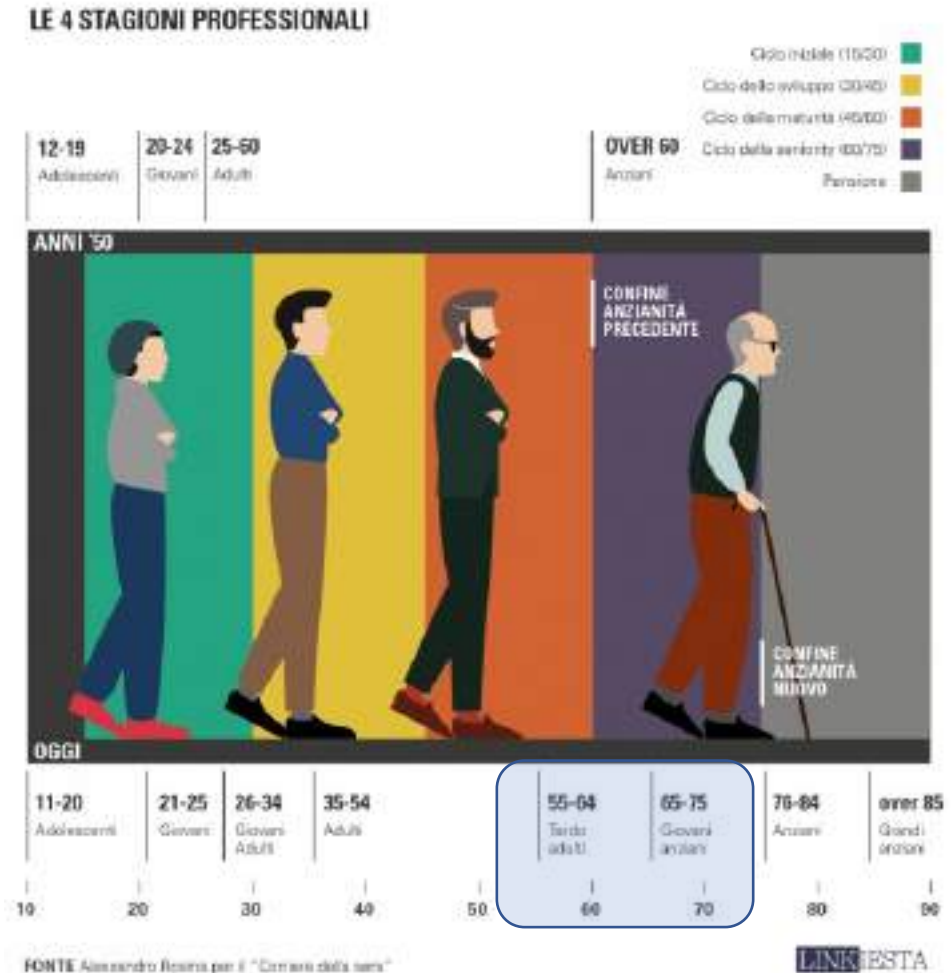 LE 4 STAGIONI PROFESSIONALI
Ciclo iniziale (15/30)
Ciclo dello sviluppo (30/45)
Ciclo della maturità (45/60)
Ciclo della seniority (60/75)
Pensione
12-19
Adolescenti
20-24
Giovani
25-60
Adulti
OVER 60
Anziani
ANNI '50
CONFINE
ANZIANITÀ
PRECEDENTE
CONFINE
ANZIANITÀ
NUOVO
OGGI
11-20
Adolescenti
21-25
Giovani
26-34
Giovani
Adulti
35-54
Adulti
55-64
Tardo
adulti
65-75
Giovani
anziani
76-84
Anziani
over 85
Grandi
anziani
10 20 30 40 50 60 70 80 90
FONTE Alessandro Rosina per il "Corriere della sera"
LINKIESTA